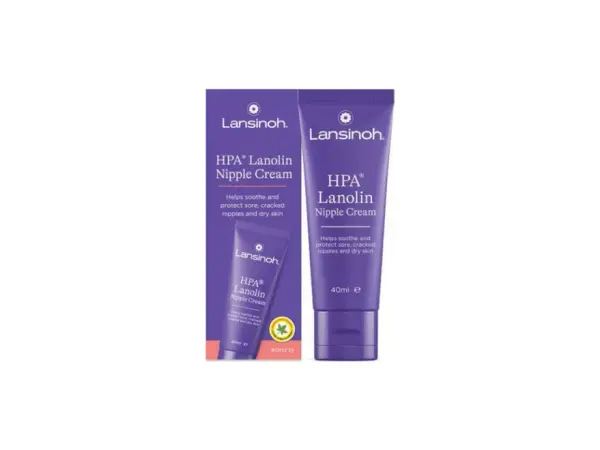 Lansinoh.
HPA® Lanolin
Nipple Cream
Helps soothe and
protect sore, cracked
nipples and dry skin
Lansinoh.
HPA®
Lanolin
Nipple Cream
40ml ℮
Lansinoh.
HPA®
Lanolin
Nipple Cream
Helps soothe and
protect sore, cracked
nipples and dry skin
40ml ℮